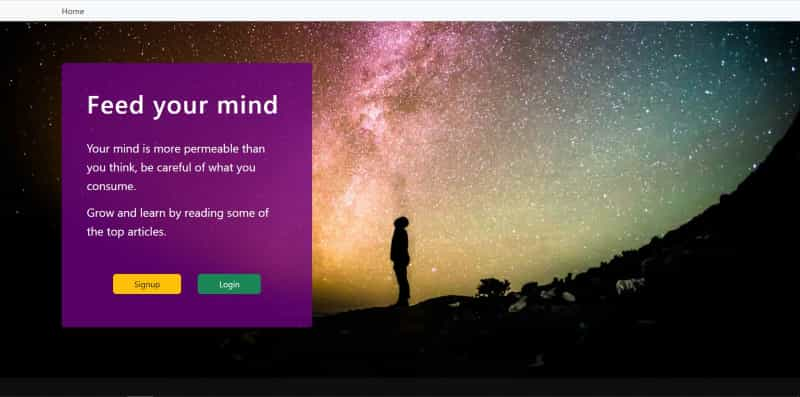 Home
Feed your mind
Your mind is more permeable than
you think, be careful of what you
consume.
Grow and learn by reading some of
the top articles.
Signup
Login